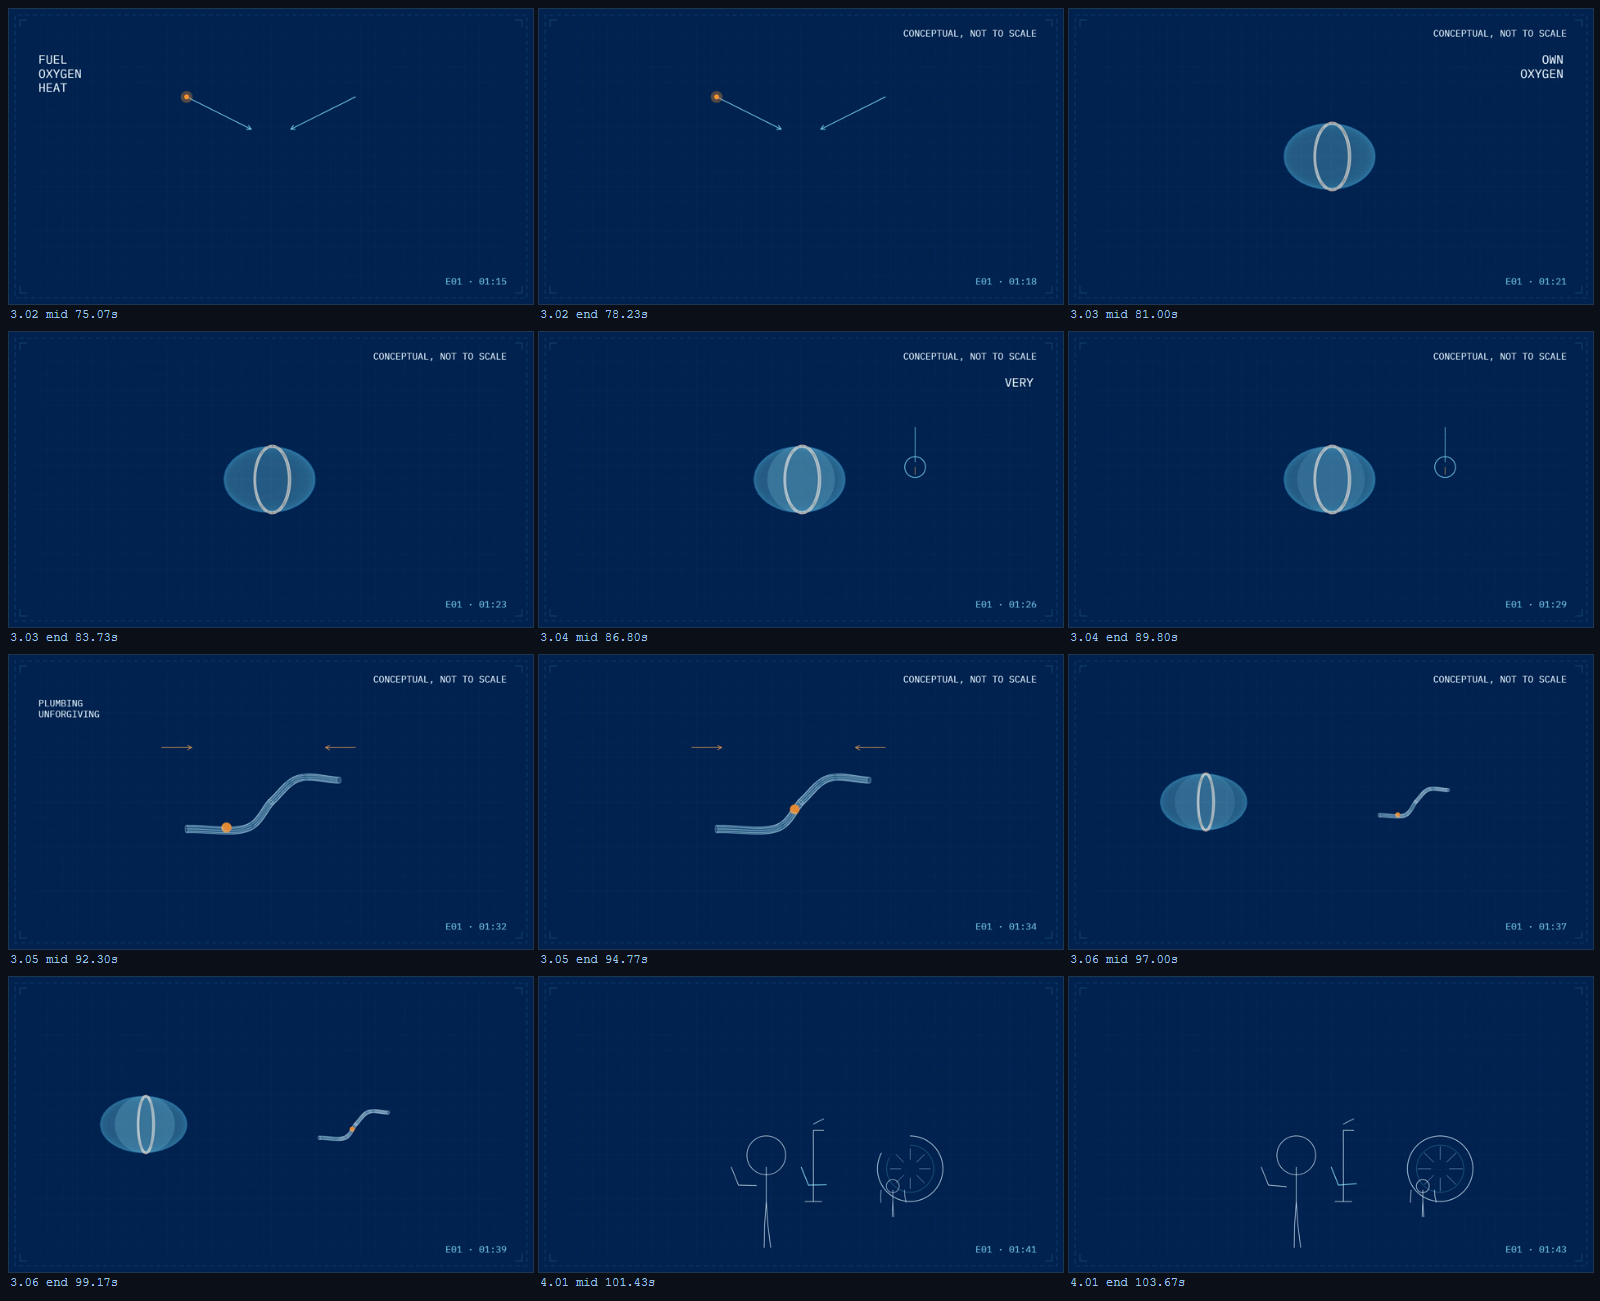 FUEL
OXYGEN
HEAT
E01 · 01:15
3.02 mid 75.07s
CONCEPTUAL, NOT TO SCALE
E01 · 01:18
3.02 end 78.23s
CONCEPTUAL, NOT TO SCALE
OWN
OXYGEN
E01 · 01:21
3.03 mid 81.00s
CONCEPTUAL, NOT TO SCALE
E01 · 01:23
3.03 end 83.73s
CONCEPTUAL, NOT TO SCALE
VERY
E01 · 01:26
3.04 mid 86.80s
CONCEPTUAL, NOT TO SCALE
E01 · 01:29
3.04 end 89.80s
CONCEPTUAL, NOT TO SCALE
PLUMBING
UNFORGIVING
E01 · 01:32
3.05 mid 92.30s
CONCEPTUAL, NOT TO SCALE
E01 · 01:34
3.05 end 94.77s
CONCEPTUAL, NOT TO SCALE
E01 · 01:37
3.06 mid 97.00s
E01 · 01:39
3.06 end 99.17s
E01 · 01:41
4.01 mid 101.43s
E01 · 01:43
4.01 end 103.67s